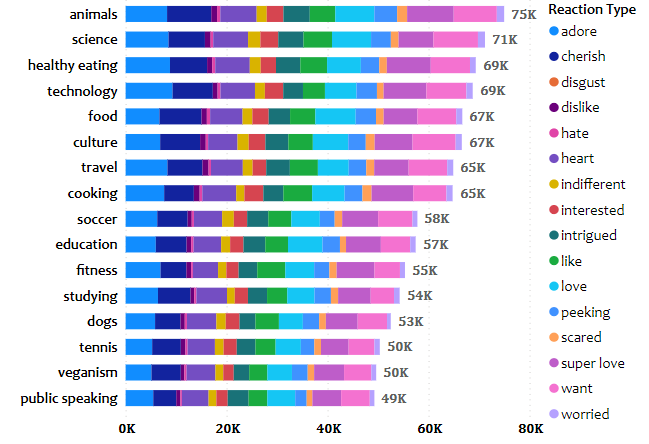 Reaction Type
animals 75K
science 71K
healthy eating 69K
technology 69K
food 67K
culture 67K
travel 65K
cooking 65K
soccer 58K
education 57K
fitness 55K
studying 54K
dogs 53K
tennis 50K
veganism 50K
public speaking 49K
0K 20K 40K 60K 80K
adore
cherish
disgust
dislike
hate
heart
indifferent
interested
intrigued
like
love
peeking
scared
super love
want
worried